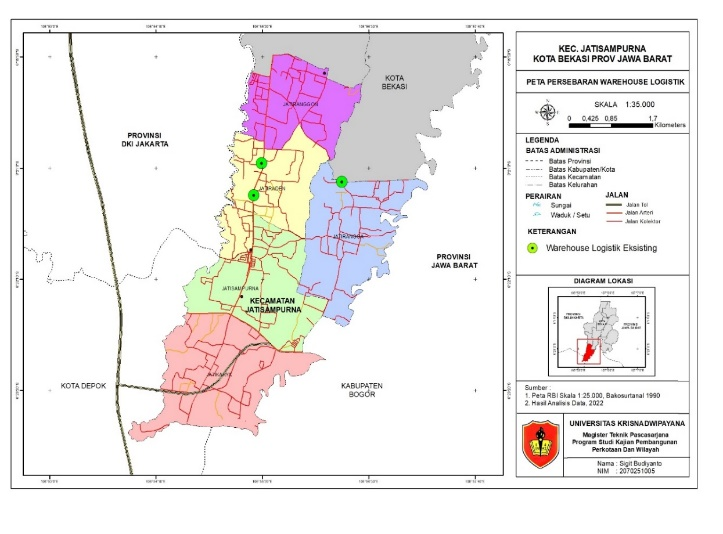 KEC. JATISAMPURNA
KOTA BEKASI PROV JAWA BARAT
PETA PERSEBARAN WAREHOUSE LOGISTIK
SKALA 1:35.000
0 0,425 0,85 1,7
Kilometers
LEGENDA
BATAS ADMINISTRASI
Batas Provinsi
Batas Kabupaten/Kota
Batas Kecamatan
Batas Kelurahan
PERAIRAN
Sungai
Waduk / Setu
JALAN
Jalan Tol
Jalan Arteri
Jalan Kolektor
KETERANGAN
Warehouse Logistik Eksisting
DIAGRAM LOKASI
Sumber :
1. Peta RBI Skala 1:25.000, Bakosurtanal 1990
2. Hasil Analisis Data, 2022
UNIVERSITAS KRISNADWIPAYANA
Magister Teknik Poscasarjana
Program Studi Kajian Pembangunan
Perkotaan Dan Wilayah
Nama : Sigit Budiyanto
NIM : 2070251005
KOTA
BEKASI
PROVINSI
DKI JAKARTA
JATIRANGGON
JATIRADEN
JATIRANGGA
PROVINSI
JAWA BARAT
JATISAMPURNA
KECAMATAN
JATISAMPURNA
JATIKARYA
KOTA DEPOK
KABUPATEN
BOGOR